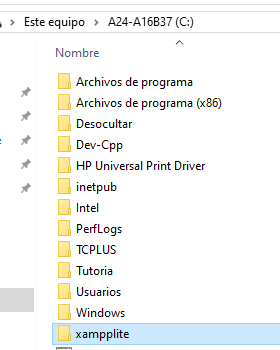 Este equipo > A24-A16B37 (C:)
Nombre
Archivos de programa
Archivos de programa (x86)
Desocultar
Dev-Cpp
HP Universal Print Driver
inetpub
Intel
PerfLogs
TCPLUS
Tutoria
Usuarios
Windows
xampplite